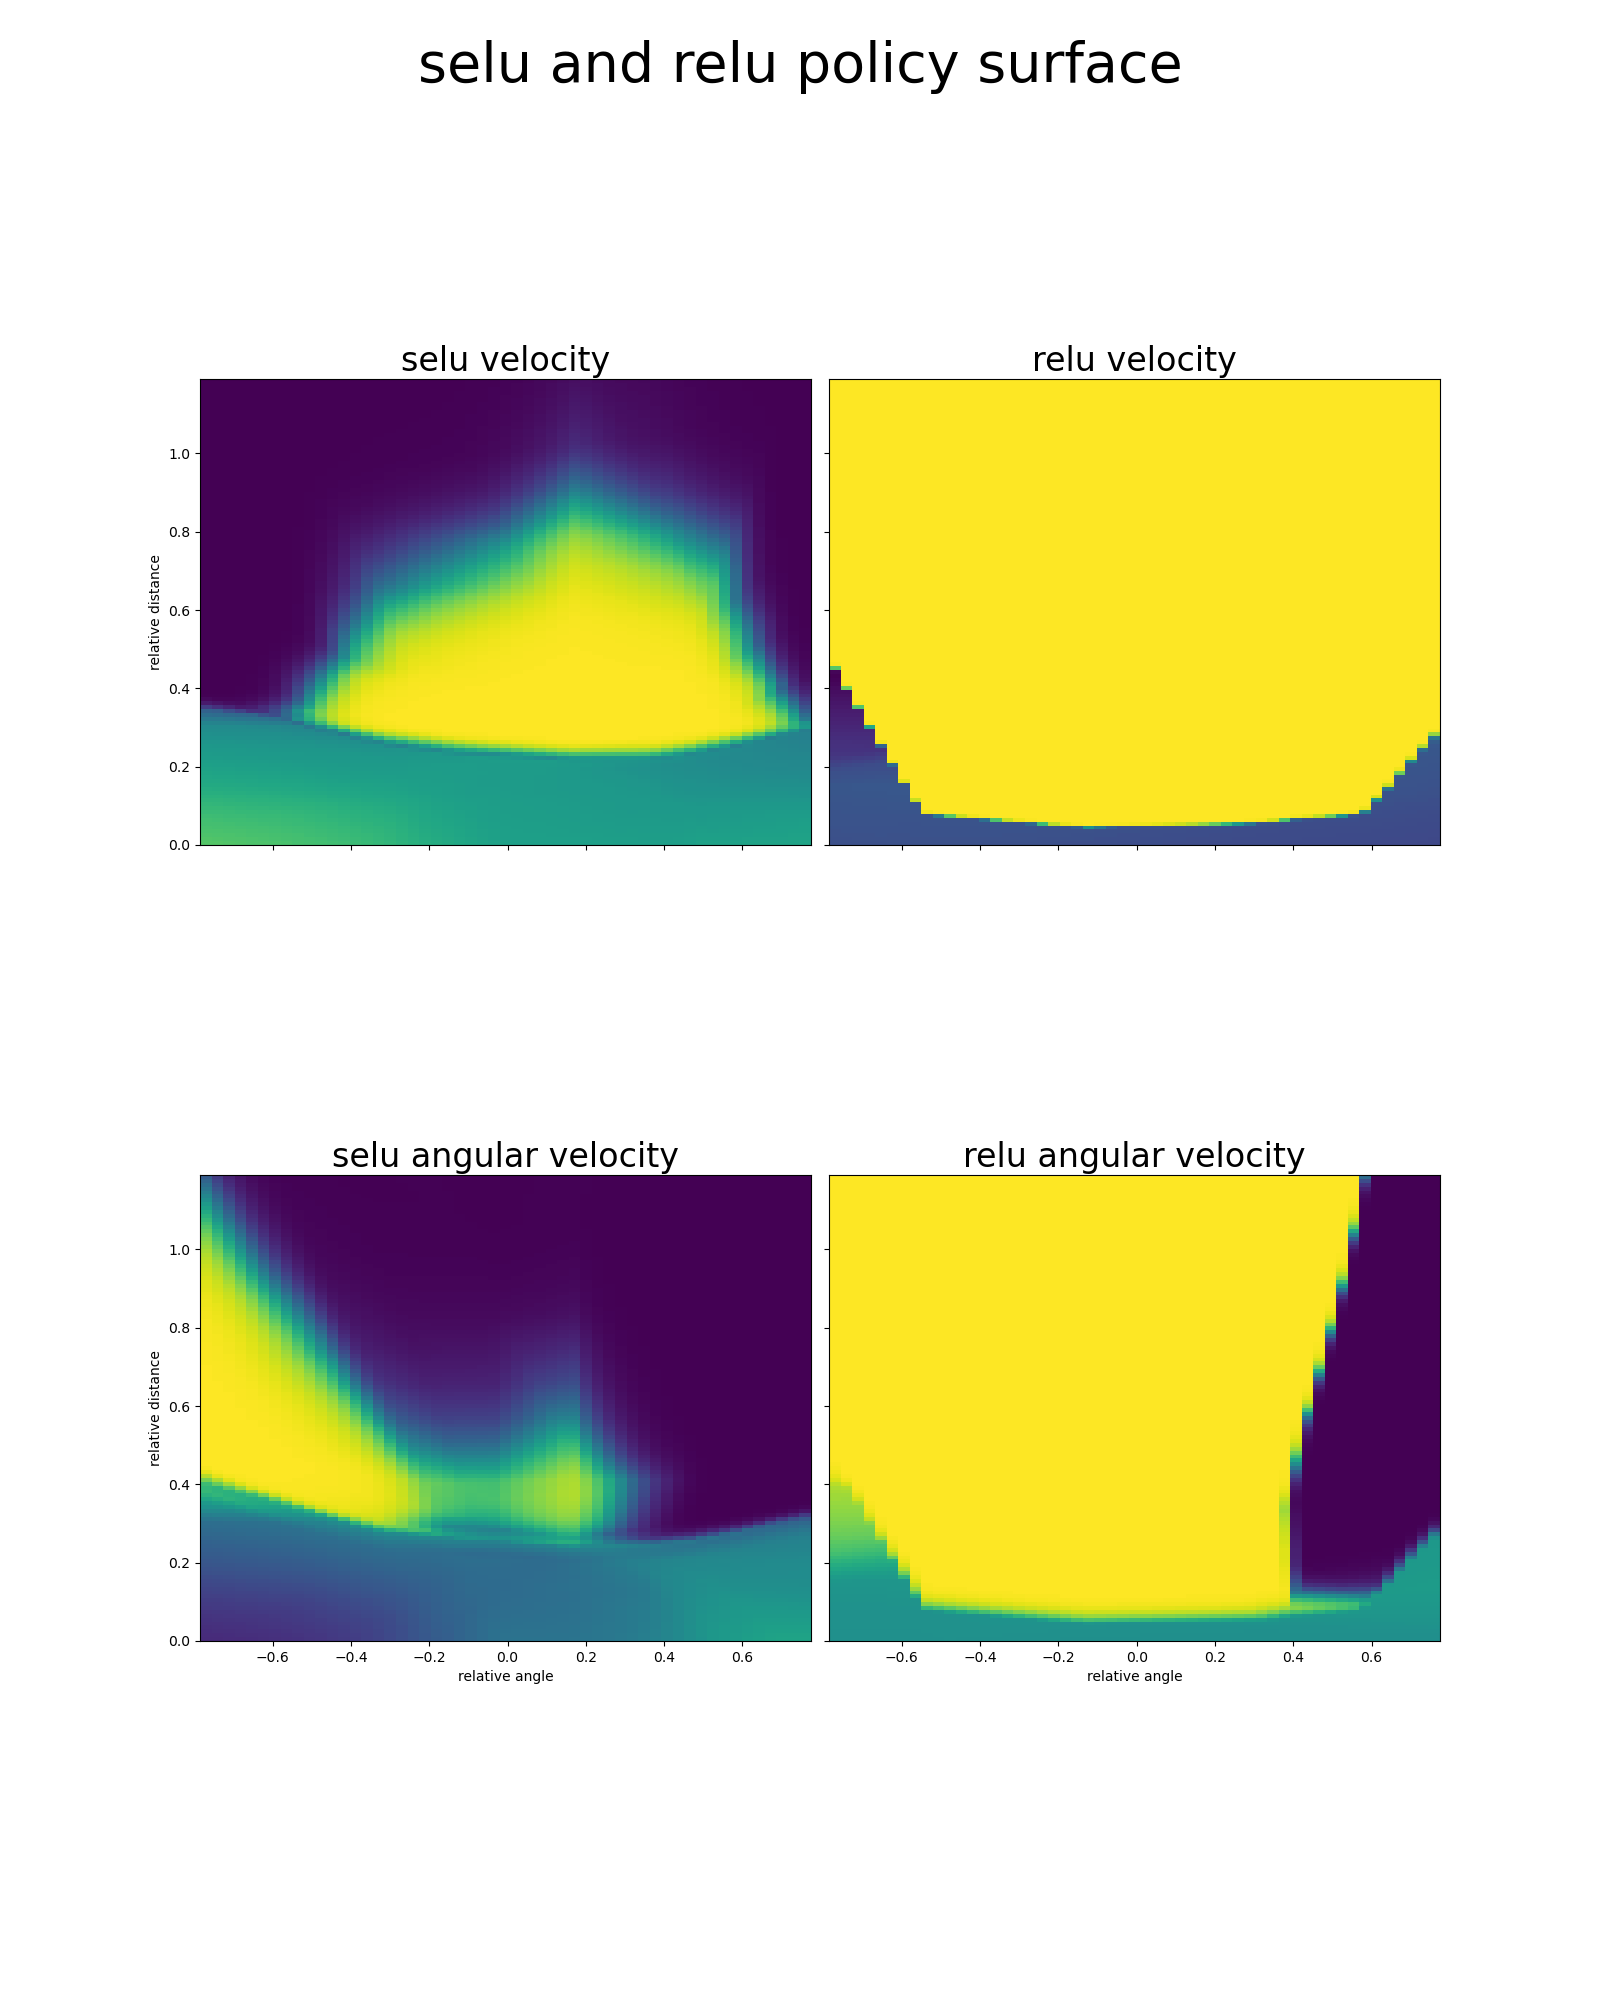 selu and relu policy surface
selu velocity
relu velocity
1.0
0.8
0.6
0.4
0.2
0.0
relative distance
selu angular velocity
relu angular velocity
1.0
0.8
0.6
0.4
0.2
0.0
relative distance
−0.6 −0.4 −0.2 0.0 0.2 0.4 0.6
relative angle
−0.6 −0.4 −0.2 0.0 0.2 0.4 0.6
relative angle